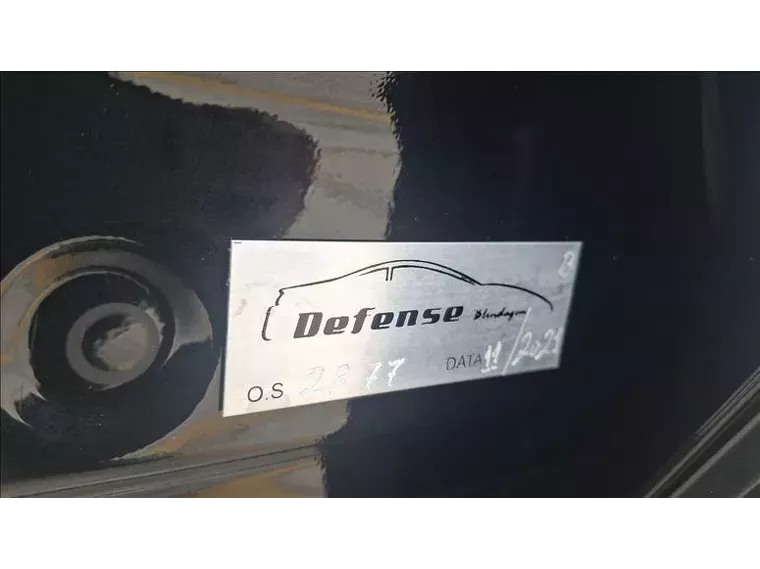 Defense Blindagem
O.S 2877
DATA 11/2021